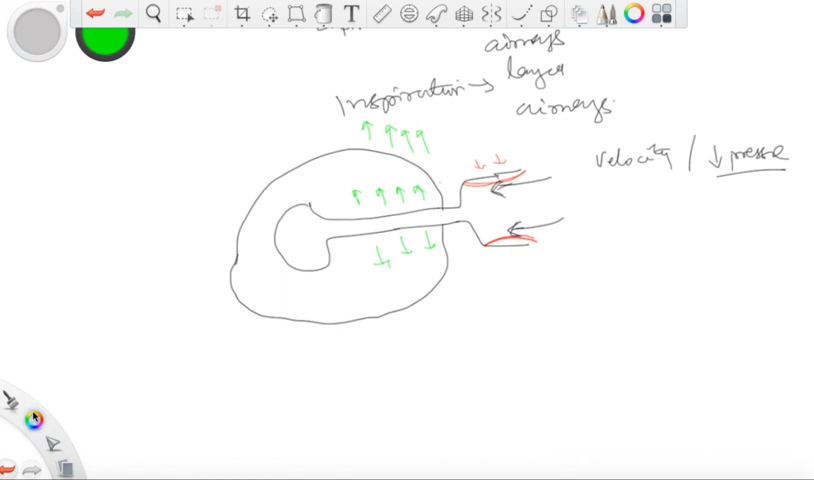 airways
larger
airways
Inspiration →
velocity / ↓ pressure